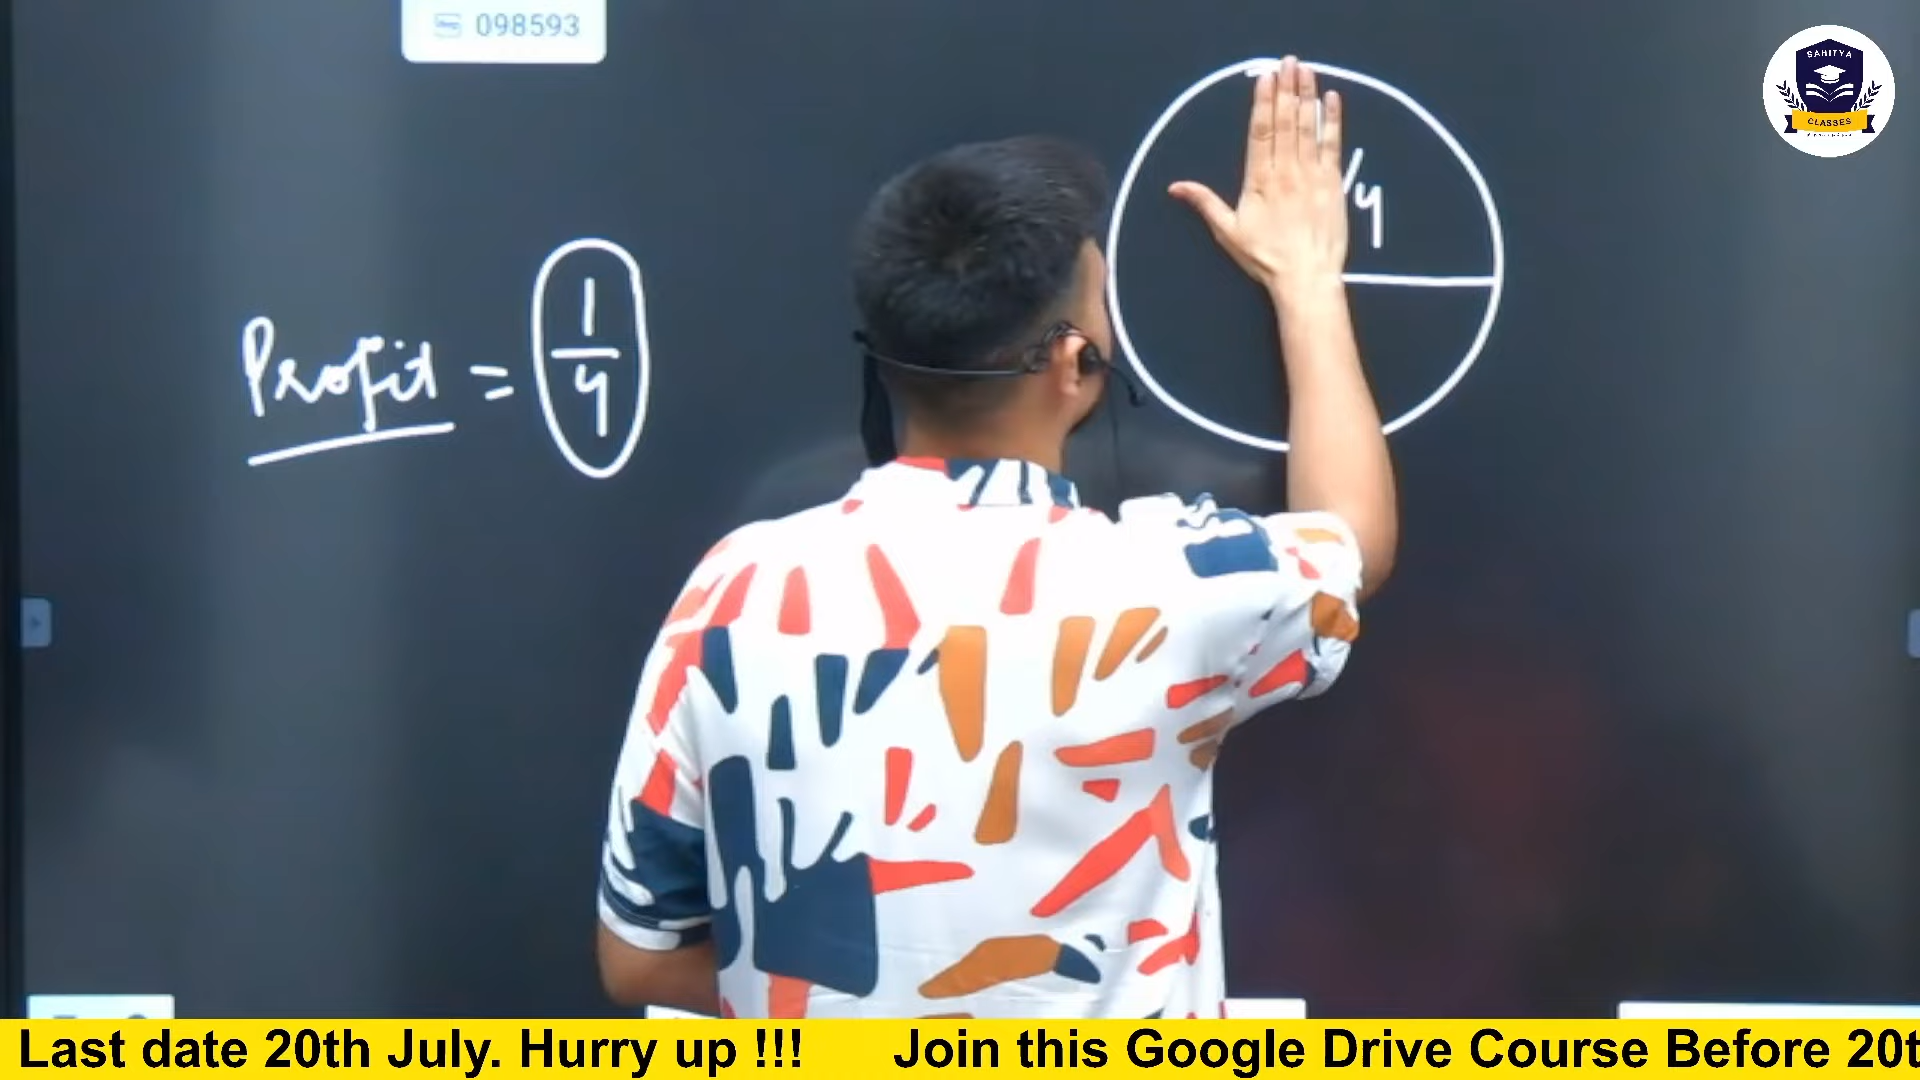 098593
SAHITYA
CLASSES
Profit = 1/4
/4
Last date 20th July. Hurry up !!! Join this Google Drive Course Before 20t